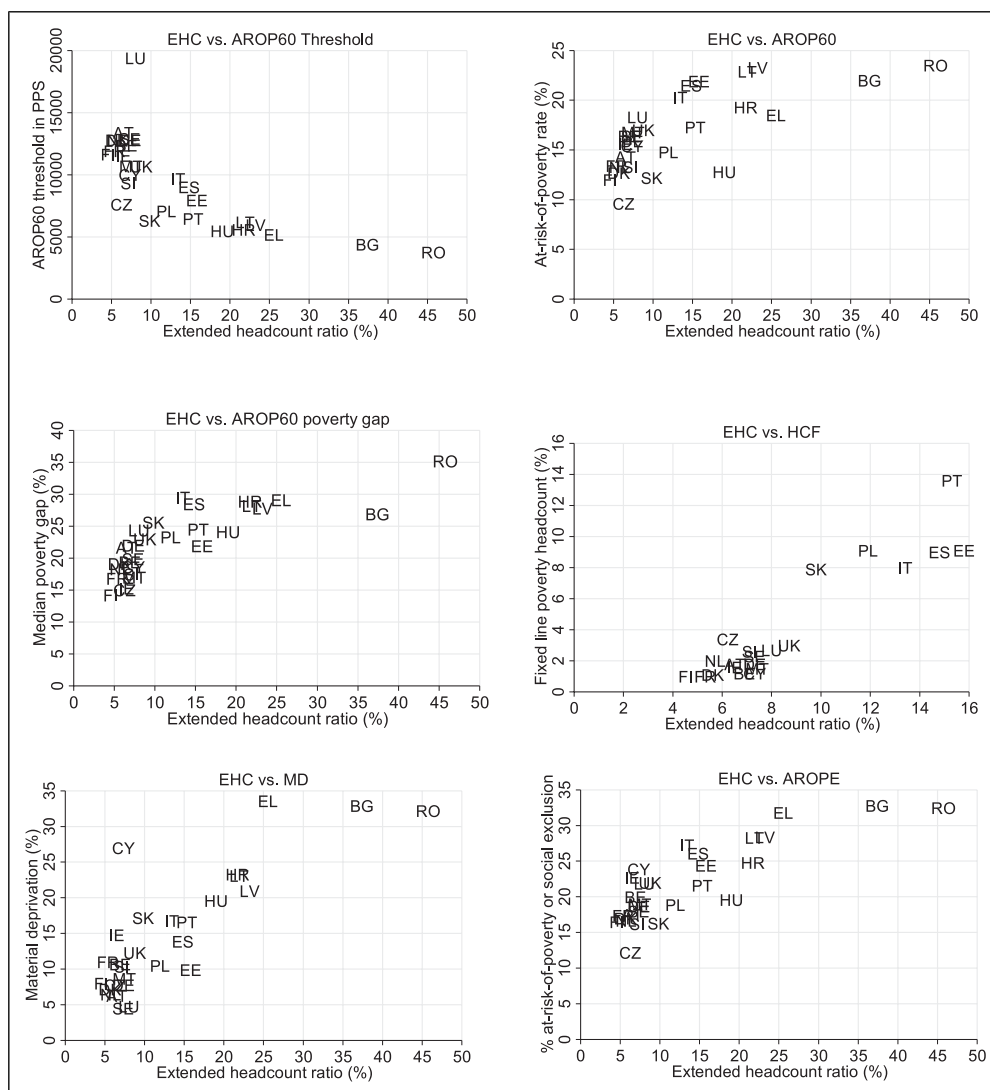 EHC vs. AROP60 Threshold
AROP60 threshold in PPS
20000
15000
10000
5000
0
LU
CZ
SK
PL
IT
ES
EE
PT
HU
LT
HR
LV
EL
BG
RO
0 5 10 15 20 25 30 35 40 45 50
Extended headcount ratio (%)
EHC vs. AROP60
At-risk-of-poverty rate (%)
25
20
15
10
5
0
LU
UK
CZ
SK
PL
IT
ES
EE
PT
HU
LT
LV
HR
EL
BG
RO
0 5 10 15 20 25 30 35 40 45 50
Extended headcount ratio (%)
EHC vs. AROP60 poverty gap
Median poverty gap (%)
40
35
30
25
20
15
10
5
0
LU
UK
SK
PL
IT
ES
PT
EE
HU
HR
LT
LV
EL
BG
RO
0 5 10 15 20 25 30 35 40 45 50
Extended headcount ratio (%)
EHC vs. HCF
Fixed line poverty headcount (%)
16
14
12
10
8
6
4
2
0
PT
PL
ES
EE
SK
IT
CZ
UK
LU
NL
FI
FR
DK
0 2 4 6 8 10 12 14 16
Extended headcount ratio (%)
EHC vs. MD
Material deprivation (%)
35
30
25
20
15
10
5
0
EL
BG
RO
CY
HR
LT
LV
HU
SK
IT
PT
ES
IE
UK
FR
PL
EE
MT
LU
0 5 10 15 20 25 30 35 40 45 50
Extended headcount ratio (%)
EHC vs. AROPE
% at-risk-of-poverty or social exclusion
35
30
25
20
15
10
5
0
EL
BG
RO
LT
LV
IT
ES
EE
HR
CY
IE
LU
UK
PT
HU
PL
SK
CZ
0 5 10 15 20 25 30 35 40 45 50
Extended headcount ratio (%)